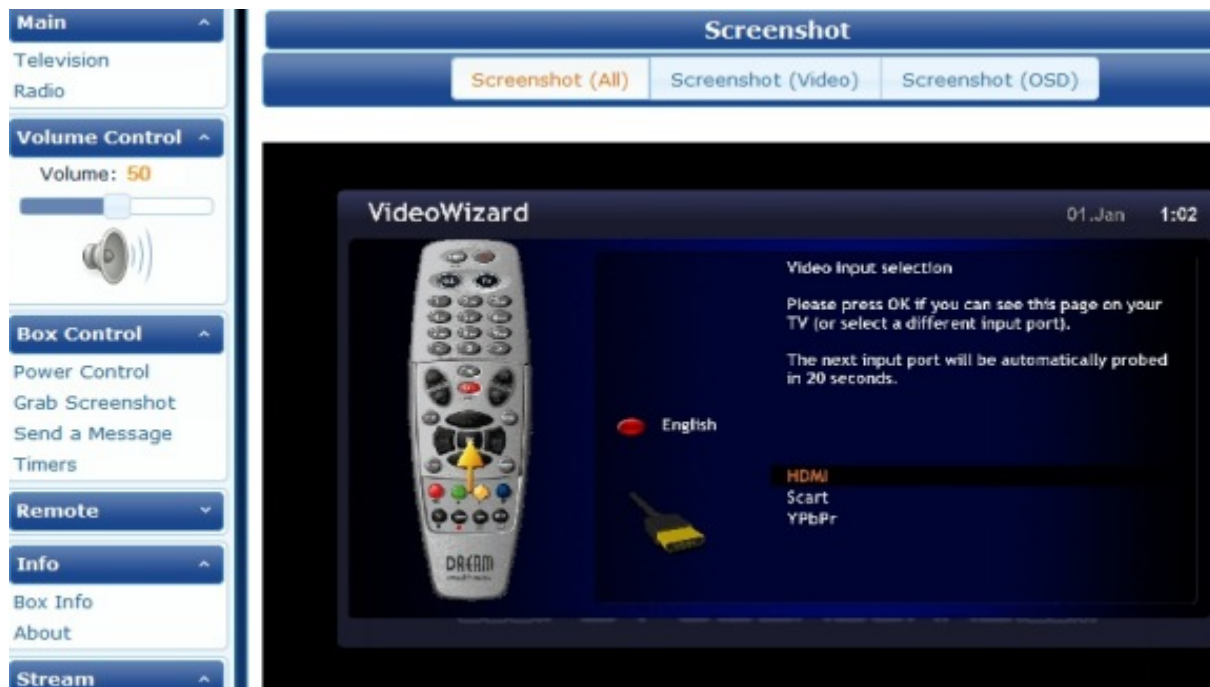 Main
Television
Radio
Volume Control
Volume: 50
Box Control
Power Control
Grab Screenshot
Send a Message
Timers
Remote
Info
Box Info
About
Stream
Screenshot
Screenshot (All) Screenshot (Video) Screenshot (OSD)
VideoWizard 01.Jan 1:02
Video input selection
Please press OK if you can see this page on your
TV (or select a different input port).
The next input port will be automatically probed
in 20 seconds.
English
HDMI
Scart
YPbPr
DREAM